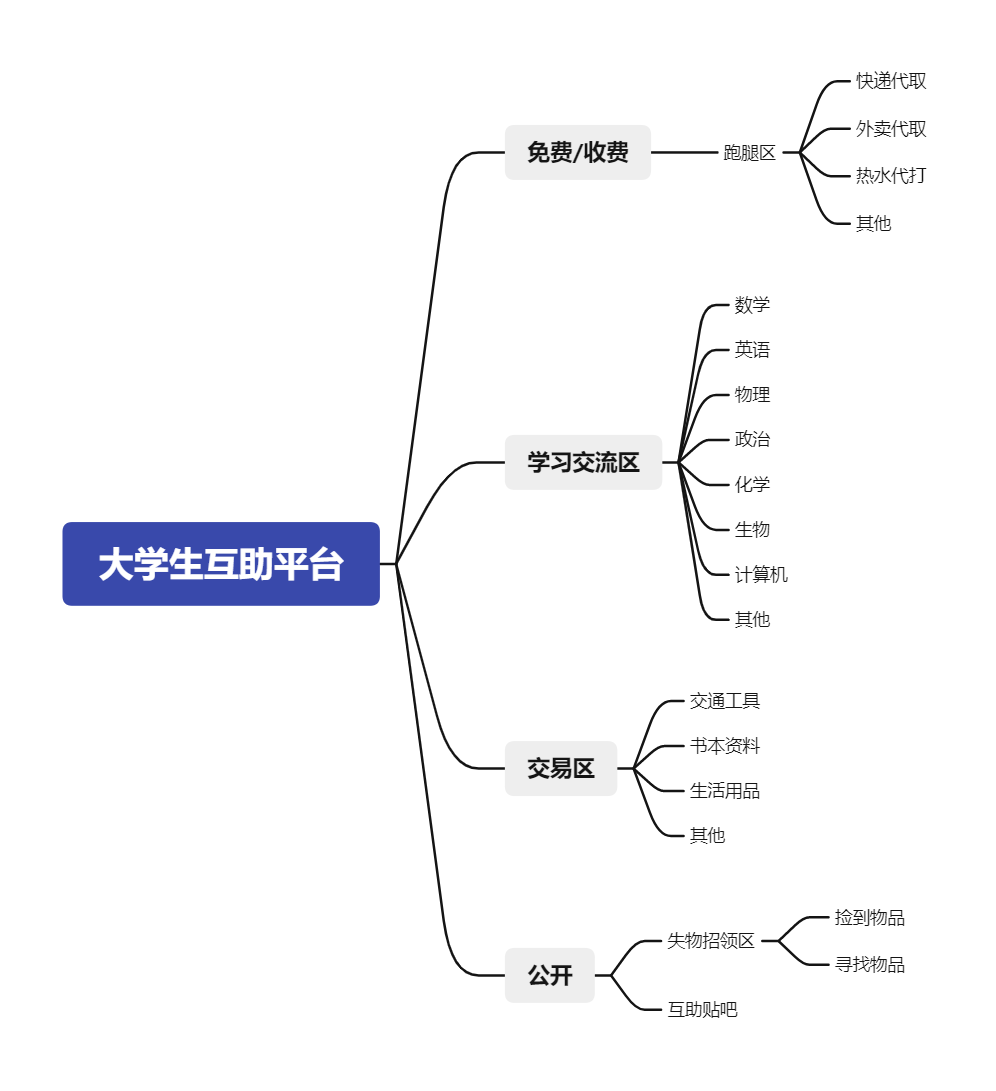 大学生互助平台
免费/收费
跑腿区
快递代取
外卖代取
热水代打
其他
学习交流区
数学
英语
物理
政治
化学
生物
计算机
其他
交易区
交通工具
书本资料
生活用品
其他
公开
失物招领区
捡到物品
寻找物品
互助贴吧